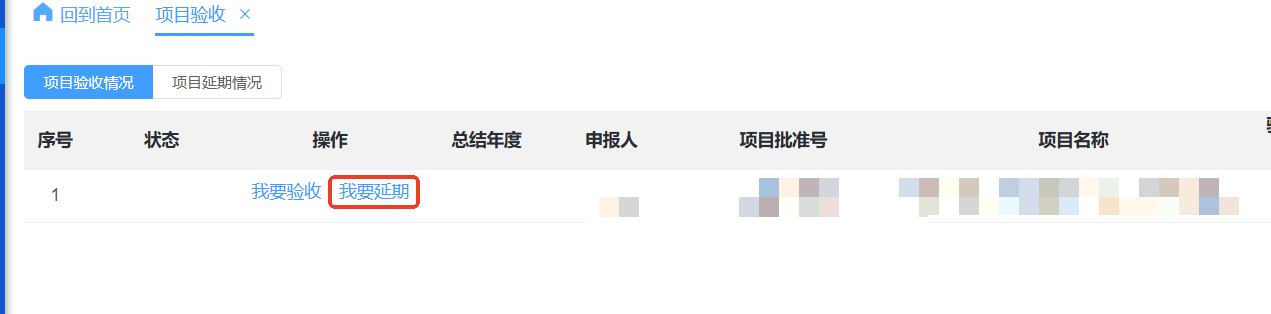 回到首页 项目验收 ×
项目验收情况 项目延期情况
序号 状态 操作 总结年度 申报人 项目批准号 项目名称
1 我要验收 我要延期